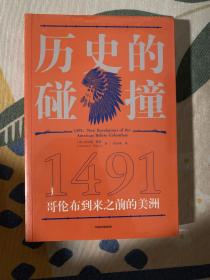 历史的
碰撞
1491: New Revelations of the
Americas Before Columbus
1491
哥伦布到来之前的美洲